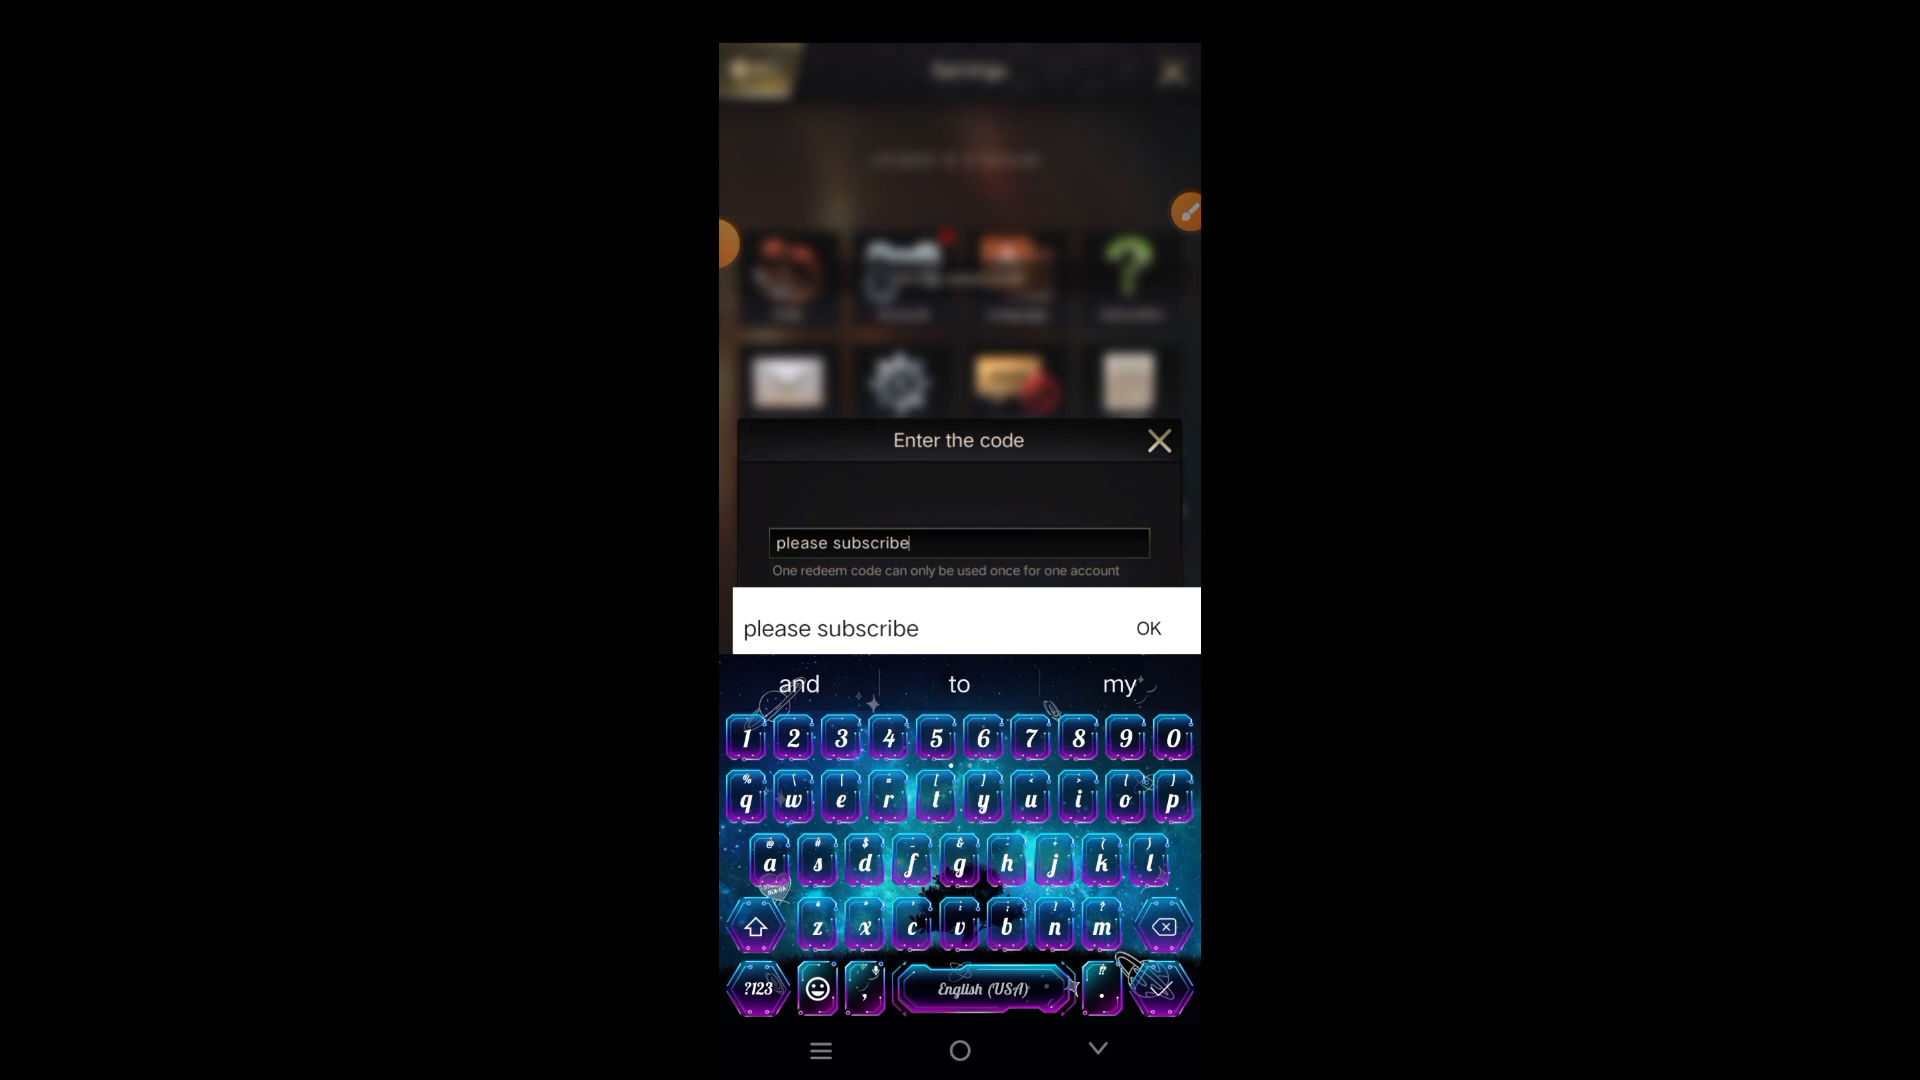 Settings
Enter the code
please subscribe
One redeem code can only be used once for one account
please subscribe OK
and to my
1 2 3 4 5 6 7 8 9 0
q w e r t y u i o p
a s d f g h j k l
z x c v b n m
?123 , English (USA) .